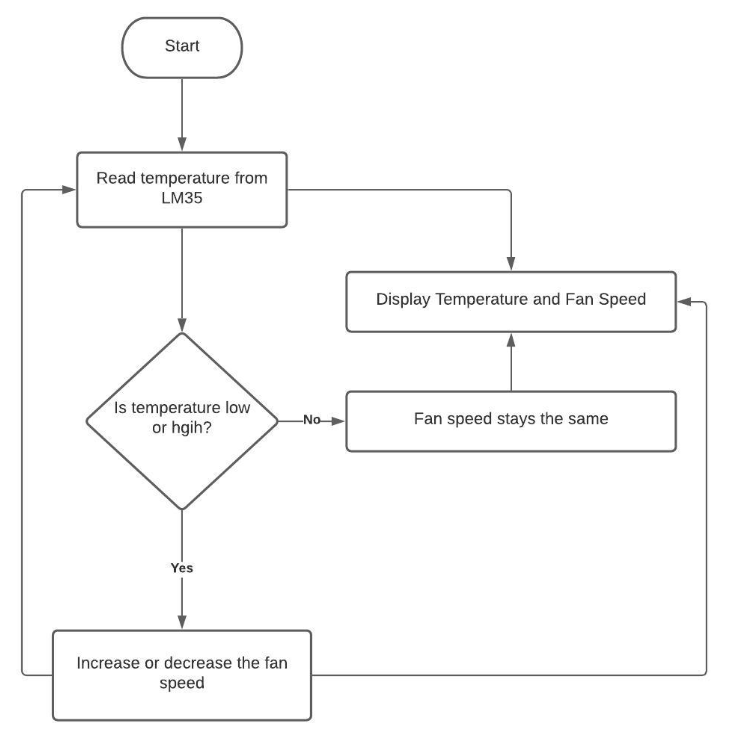 Start
Read temperature from
LM35
Display Temperature and Fan Speed
Is temperature low
or hgih?
No
Fan speed stays the same
Yes
Increase or decrease the fan
speed